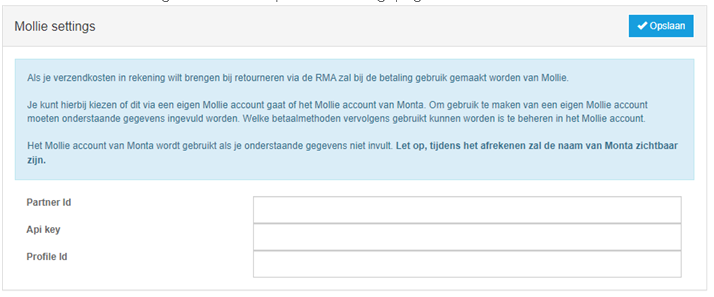 Mollie settings
Opslaan
Als je verzendkosten in rekening wilt brengen bij retourneren via de RMA zal bij de betaling gebruik gemaakt worden van Mollie.
Je kunt hierbij kiezen of dit via een eigen Mollie account gaat of het Mollie account van Monta. Om gebruik te maken van een eigen Mollie account
moeten onderstaande gegevens ingevuld worden. Welke betaalmethoden vervolgens gebruikt kunnen worden is te beheren in het Mollie account.
Het Mollie account van Monta wordt gebruikt als je onderstaande gegevens niet invult. Let op, tijdens het afrekenen zal de naam van Monta zichtbaar
zijn.
Partner Id
Api key
Profile Id